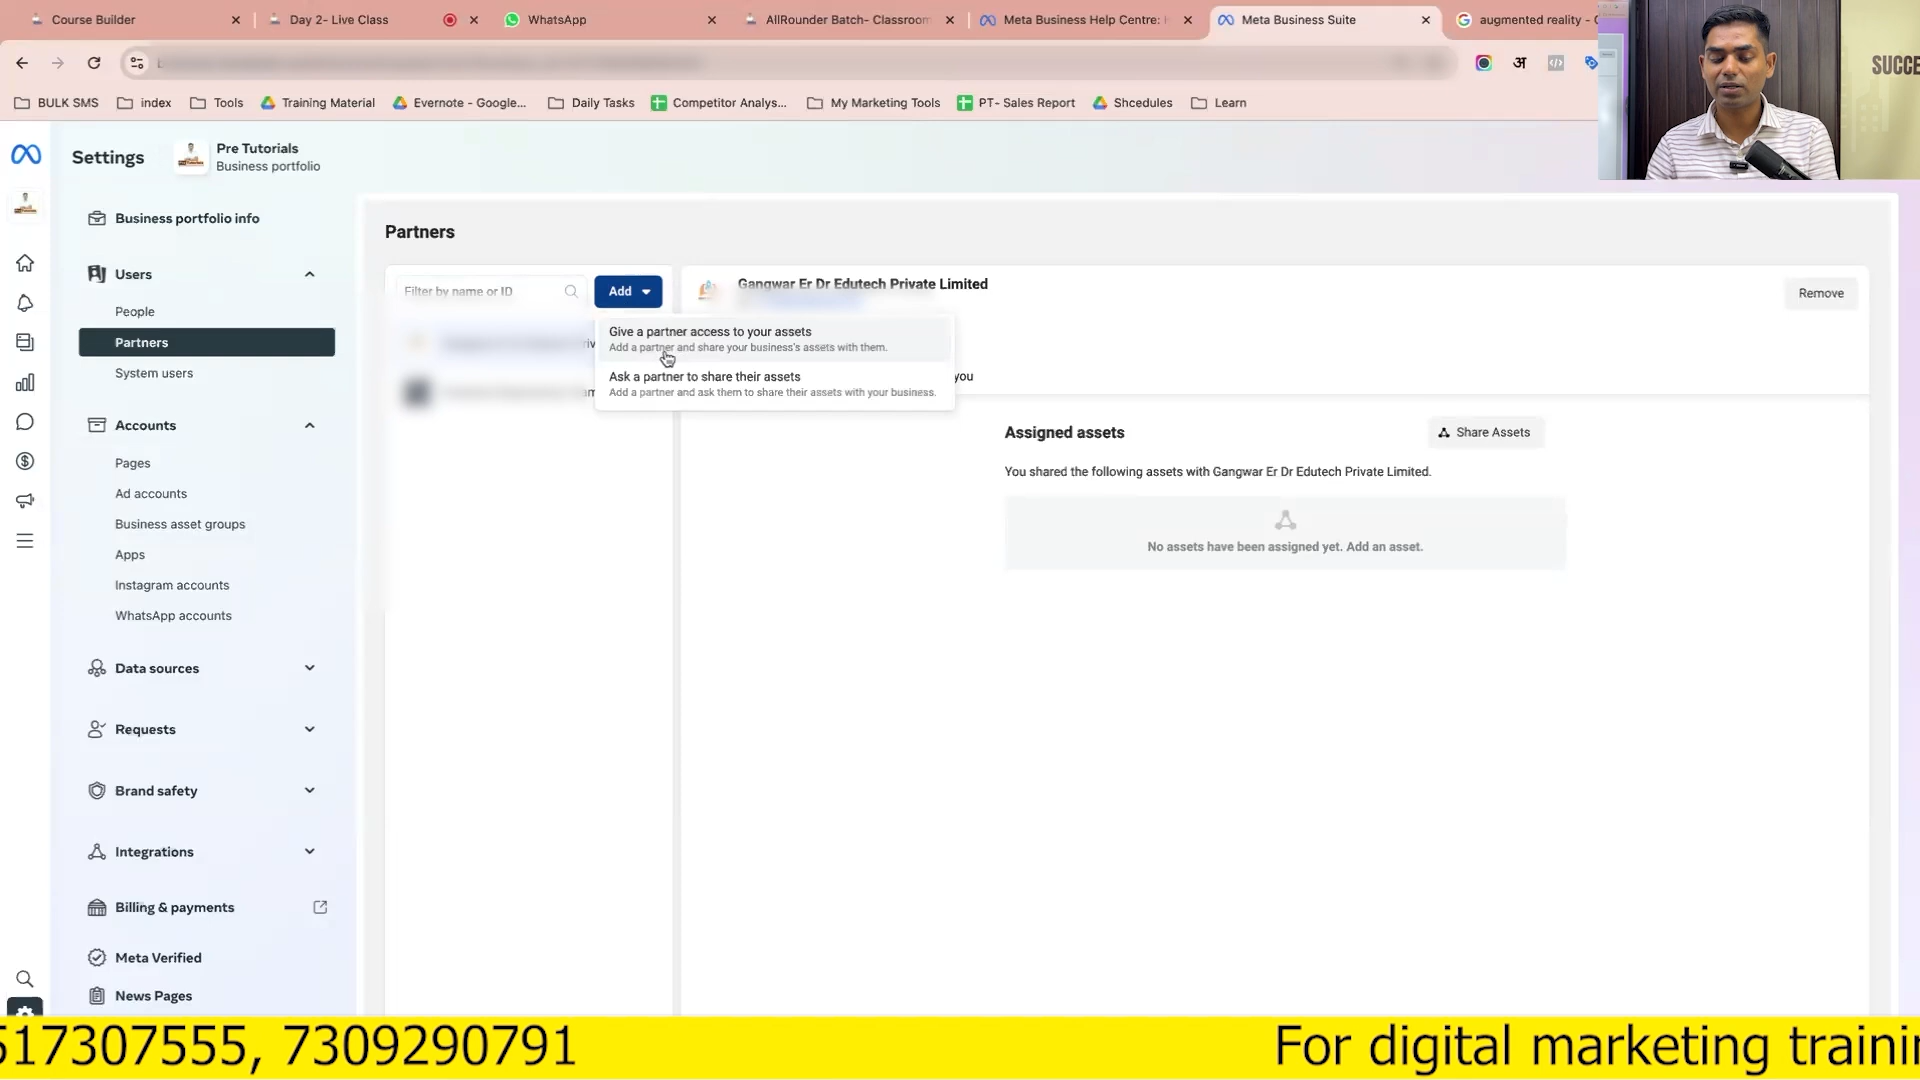 Course Builder
Day 2- Live Class
WhatsApp
AllRounder Batch- Classroom
Meta Business Help Centre:
Meta Business Suite
augmented reality -
SUCCE
BULK SMS
index
Tools
Training Material
Evernote - Google...
Daily Tasks
Competitor Analys...
My Marketing Tools
PT- Sales Report
Shcedules
Learn
Settings
Pre Tutorials
Business portfolio
Business portfolio info
Users
People
Partners
System users
Accounts
Pages
Ad accounts
Business asset groups
Apps
Instagram accounts
WhatsApp accounts
Data sources
Requests
Brand safety
Integrations
Billing & payments
Meta Verified
News Pages
Partners
Filter by name or ID
Add
Give a partner access to your assets
Add a partner and share your business's assets with them.
Ask a partner to share their assets
Add a partner and ask them to share their assets with your business.
Gangwar Er Dr Edutech Private Limited
Remove
you
Assigned assets
Share Assets
You shared the following assets with Gangwar Er Dr Edutech Private Limited.
No assets have been assigned yet. Add an asset.
517307555, 7309290791
For digital marketing trainin